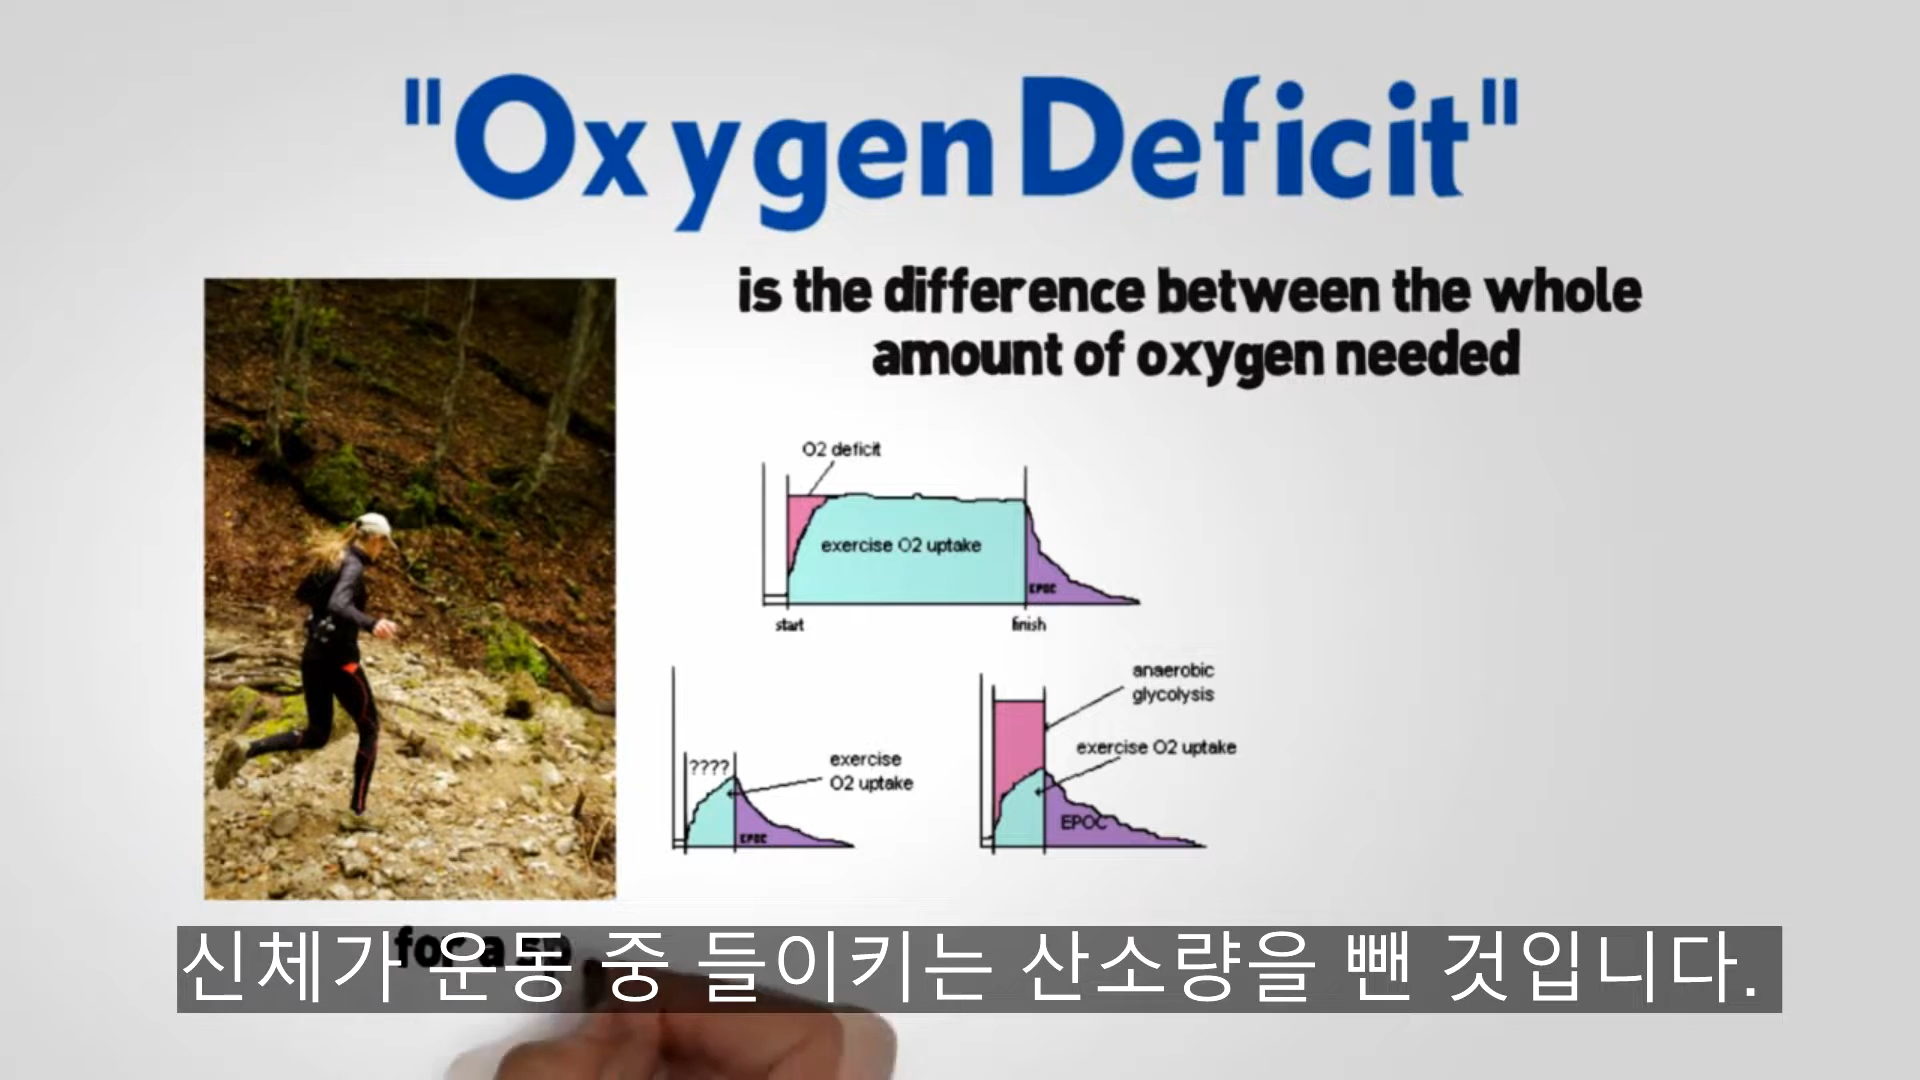 "Oxygen Deficit"
is the difference between the whole
amount of oxygen needed
O2 deficit
exercise O2 uptake
EPOC
start
finish
????
exercise
O2 uptake
EPOC
anaerobic
glycolysis
exercise O2 uptake
EPOC
for a sp
신체가 운동 중 들이키는 산소량을 뺀 것입니다.